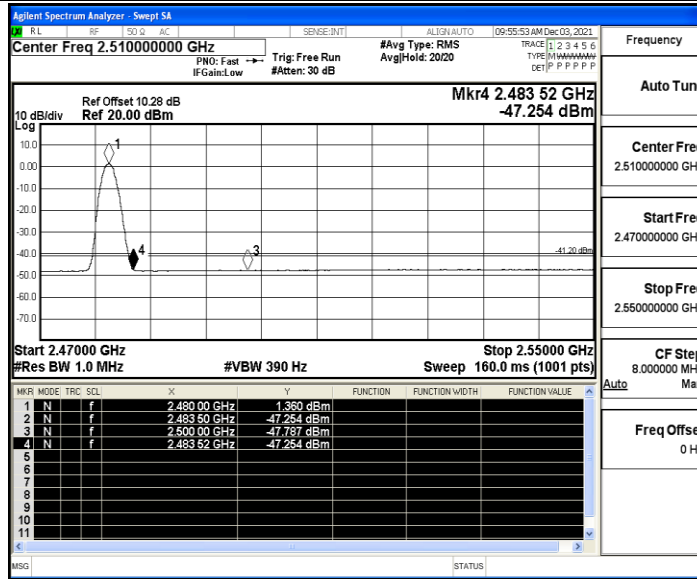 Agilent Spectrum Analyzer - Swept SA
RL RF 50 Ω AC SENSE:INT ALIGN AUTO 09:55:53 AM Dec 03, 2021
Center Freq 2.510000000 GHz #Avg Type: RMS TRACE 1 2 3 4 5 6
PNO: Fast Trig: Free Run Avg|Hold: 20/20 TYPE MWWWWW
IFGain:Low #Atten: 30 dB DET P P P P P P
Ref Offset 10.28 dB Mkr4 2.483 52 GHz
10 dB/div Ref 20.00 dBm -47.254 dBm
Log
10.0
0.00
-10.0
-20.0
-30.0
-40.0
-50.0
-60.0
-70.0
1
4
3
-41.20 dBm
Start 2.47000 GHz Stop 2.55000 GHz
#Res BW 1.0 MHz #VBW 390 Hz Sweep 160.0 ms (1001 pts)
MKR MODE TRC SCL X Y FUNCTION FUNCTION WIDTH FUNCTION VALUE
1 N f 2.480 00 GHz 1.360 dBm
2 N f 2.483 50 GHz -47.254 dBm
3 N f 2.500 00 GHz -47.787 dBm
4 N f 2.483 52 GHz -47.254 dBm
5
6
7
8
9
10
11
MSG STATUS
Frequency
Auto Tun
Center Fre
2.510000000 GH
Start Fre
2.470000000 GH
Stop Fre
2.550000000 GH
CF Step
8.000000 MH
Auto Ma
Freq Offse
0 H